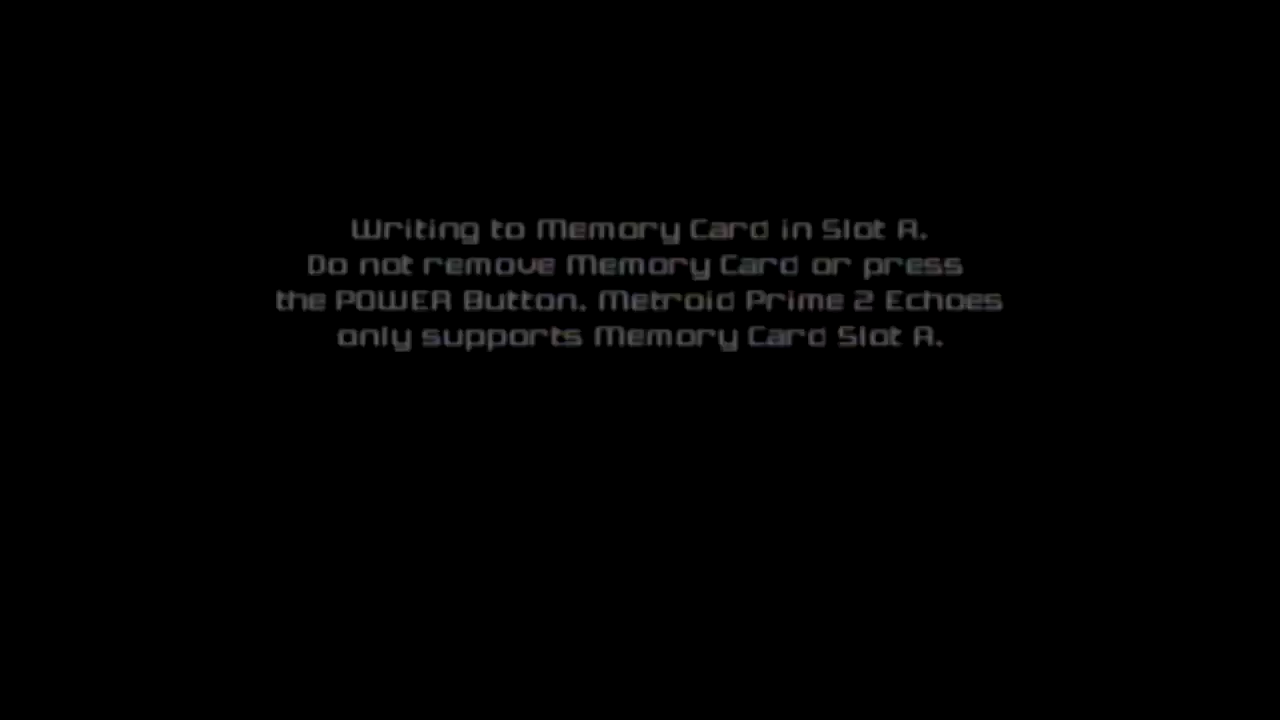 Writing to Memory Card in Slot A.
Do not remove Memory Card or press
the POWER Button. Metroid Prime 2 Echoes
only supports Memory Card Slot A.